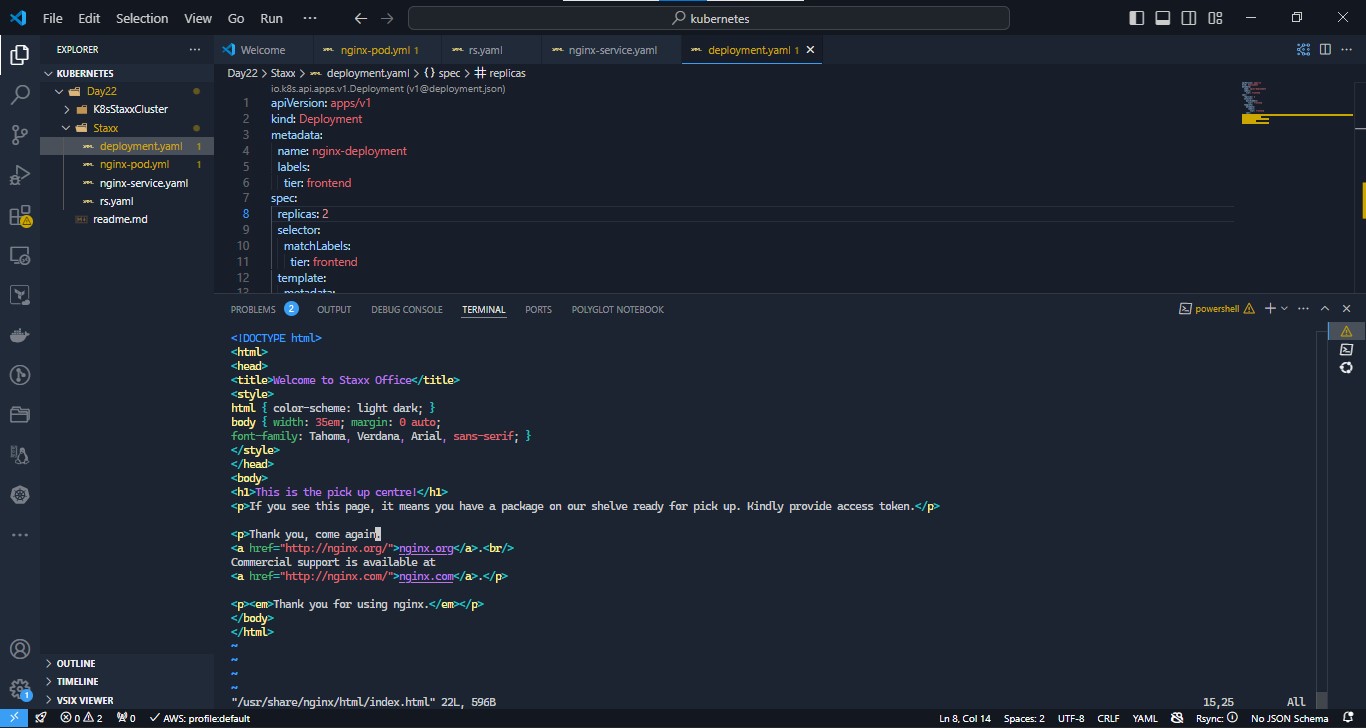 File Edit Selection View Go Run ··· ← → kubernetes
EXPLORER ···
Welcome nginx-pod.yml 1 rs.yaml nginx-service.yaml deployment.yaml 1 ✕ ···
KUBERNETES
Day22
K8sStaxxCluster
Staxx
deployment.yaml 1
nginx-pod.yml 1
nginx-service.yaml
rs.yaml
readme.md
Day22 > Staxx > deployment.yaml > {} spec > # replicas
io.k8s.api.apps.v1.Deployment (v1@deployment.json)
1 apiVersion: apps/v1
2 kind: Deployment
3 metadata:
4 name: nginx-deployment
5 labels:
6 tier: frontend
7 spec:
8 replicas: 2
9 selector:
10 matchLabels:
11 tier: frontend
12 template:
13 metadata:
PROBLEMS 2 OUTPUT DEBUG CONSOLE TERMINAL PORTS POLYGLOT NOTEBOOK powershell
<!DOCTYPE html>
<html>
<head>
<title>Welcome to Staxx Office</title>
<style>
html { color-scheme: light dark; }
body { width: 35em; margin: 0 auto;
font-family: Tahoma, Verdana, Arial, sans-serif; }
</style>
</head>
<body>
<h1>This is the pick up centre!</h1>
<p>If you see this page, it means you have a package on our shelve ready for pick up. Kindly provide access token.</p>
<p>Thank you, come again.
<a href="http://nginx.org/">nginx.org</a>.<br/>
Commercial support is available at
<a href="http://nginx.com/">nginx.com</a>.</p>
<p><em>Thank you for using nginx.</em></p>
</body>
</html>
~
~
~
~
"/usr/share/nginx/html/index.html" 22L, 596B 15,25 All
OUTLINE
TIMELINE
VSIX VIEWER
1
0 2 0 AWS: profile:default Ln 8, Col 14 Spaces: 2 UTF-8 CRLF YAML Rsync: No JSON Schema